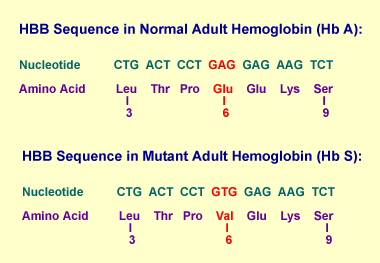 HBB Sequence in Normal Adult Hemoglobin (Hb A):
Nucleotide CTG ACT CCT GAG GAG AAG TCT
Amino Acid Leu Thr Pro Glu Glu Lys Ser
3 6 9
HBB Sequence in Mutant Adult Hemoglobin (Hb S):
Nucleotide CTG ACT CCT GTG GAG AAG TCT
Amino Acid Leu Thr Pro Val Glu Lys Ser
3 6 9